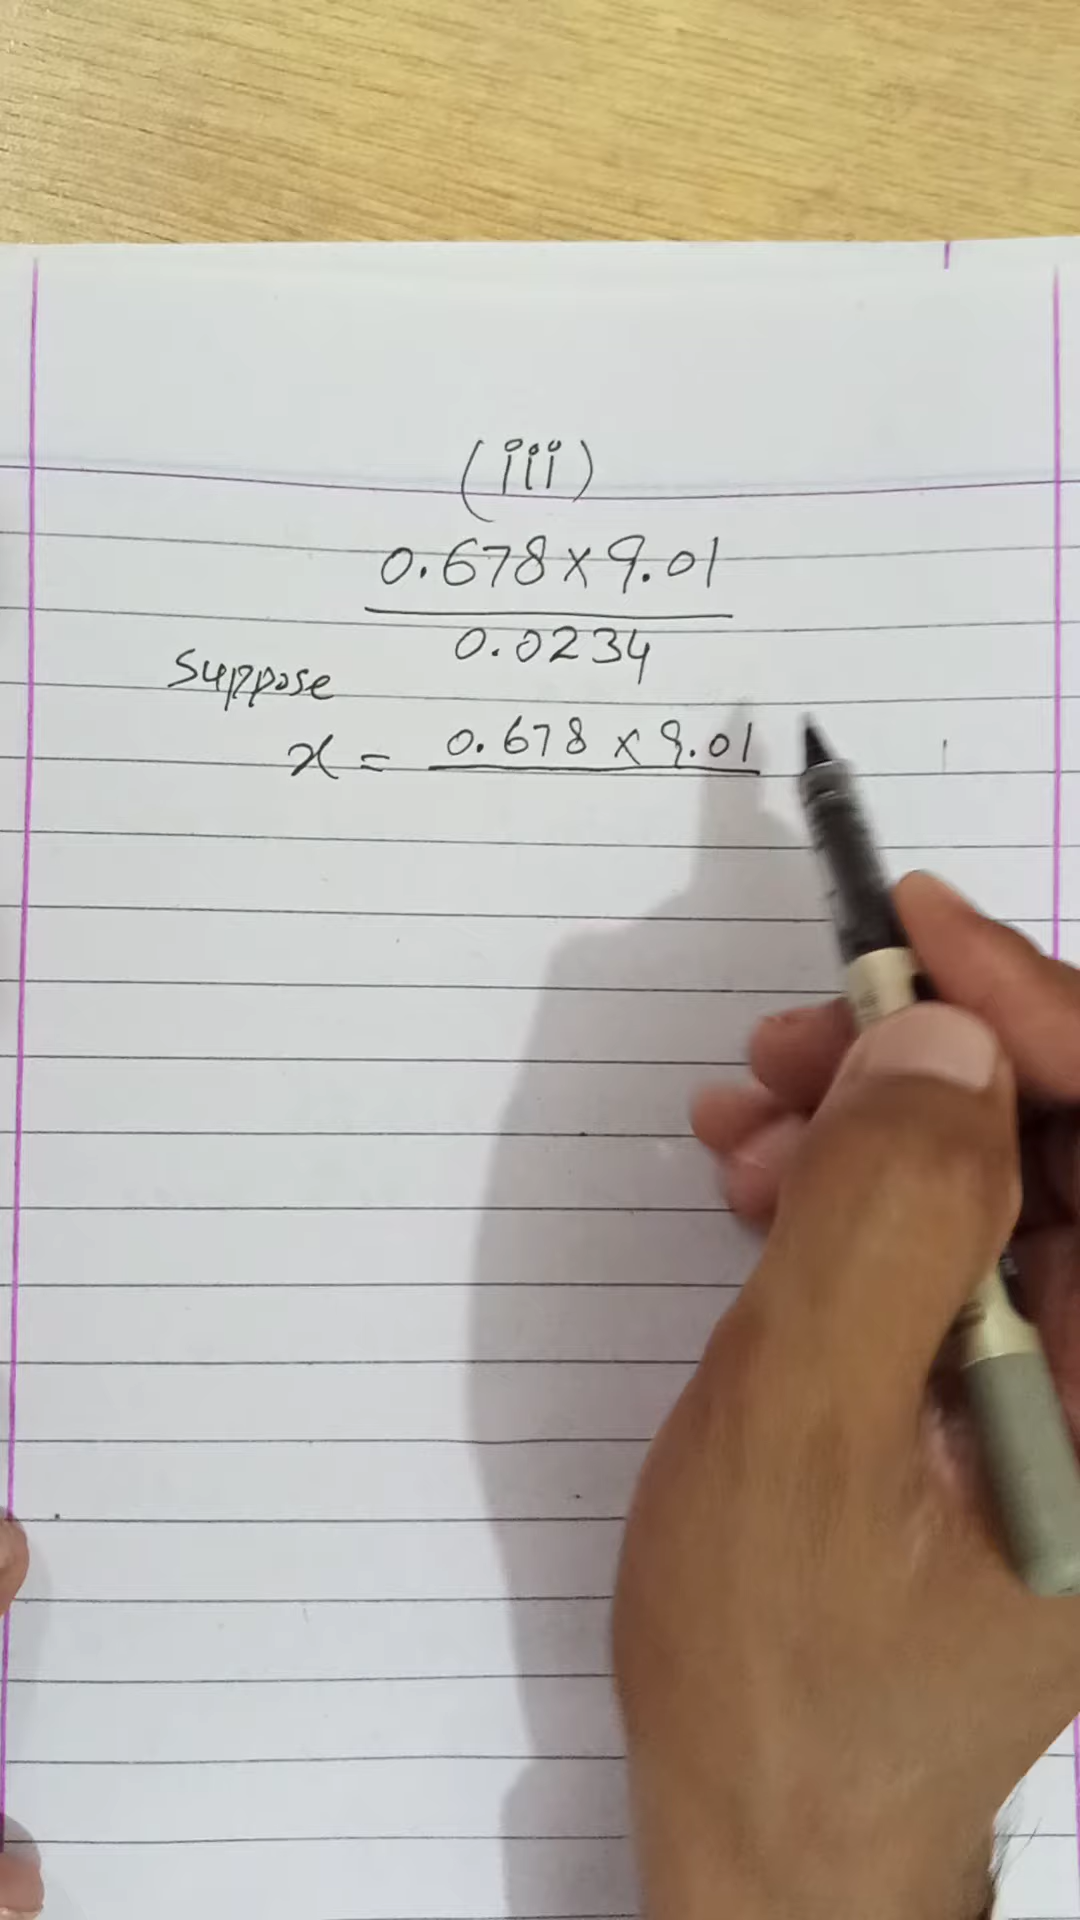 (iii)
0.678 × 9.01
0.0234
Suppose
x = 0.678 × 9.01